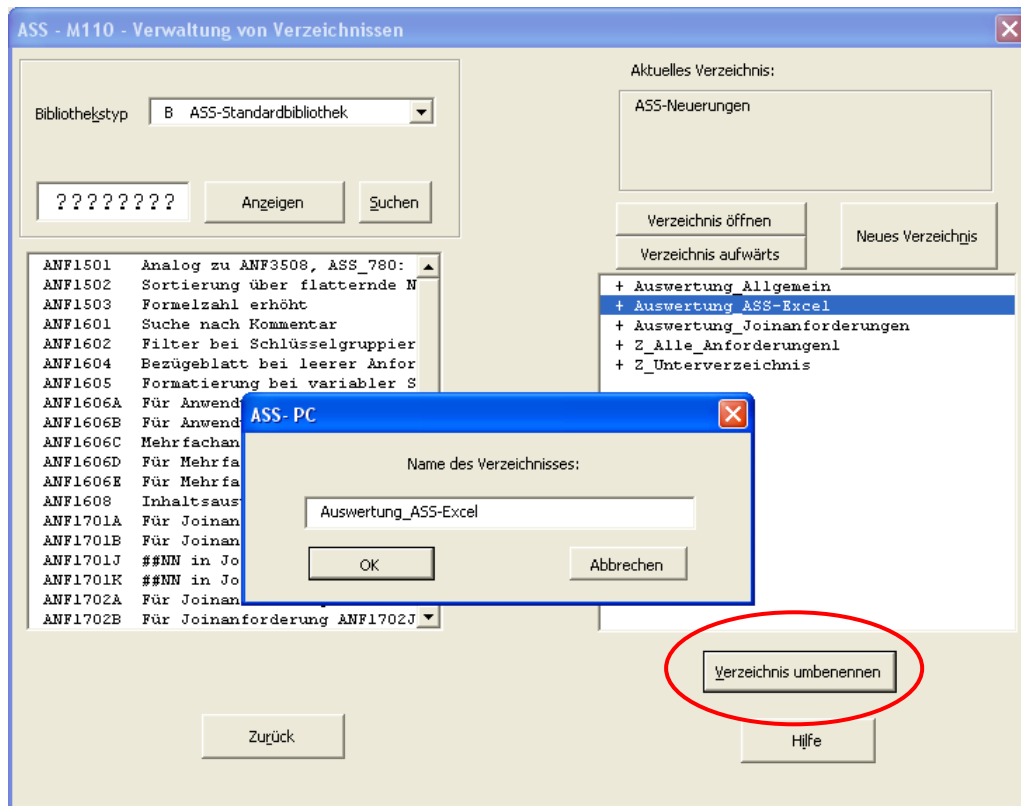 ASS - M110 - Verwaltung von Verzeichnissen
Bibliothekstyp
B ASS-Standardbibliothek
????????
Anzeigen
Suchen
ANF1501 Analog zu ANF3508, ASS_780:
ANF1502 Sortierung über flatternde N
ANF1503 Formelzahl erhöht
ANF1601 Suche nach Kommentar
ANF1602 Filter bei Schlüsselgruppier
ANF1604 Bezügeblatt bei leerer Anfor
ANF1605 Formatierung bei variabler S
ANF1606A Für Anwend
ANF1606B Für Anwend
ANF1606C Mehrfachan
ANF1606D Für Mehrfa
ANF1606E Für Mehrfa
ANF1608 Inhaltsaus
ANF1701A Für Joinan
ANF1701B Für Joinan
ANF1701J ##NN in Jo
ANF1701K ##NN in Jo
ANF1702A Für Joinan
ANF1702B Für Joinanforderung ANF1702J
Zurück
Aktuelles Verzeichnis:
ASS-Neuerungen
Verzeichnis öffnen
Verzeichnis aufwärts
Neues Verzeichnis
+ Auswertung_Allgemein
+ Auswertung_ASS-Excel
+ Auswertung_Joinanforderungen
+ Z_Alle_Anforderungenl
+ Z_Unterverzeichnis
ASS- PC
Name des Verzeichnisses:
Auswertung_ASS-Excel
OK
Abbrechen
Verzeichnis umbenennen
Hilfe